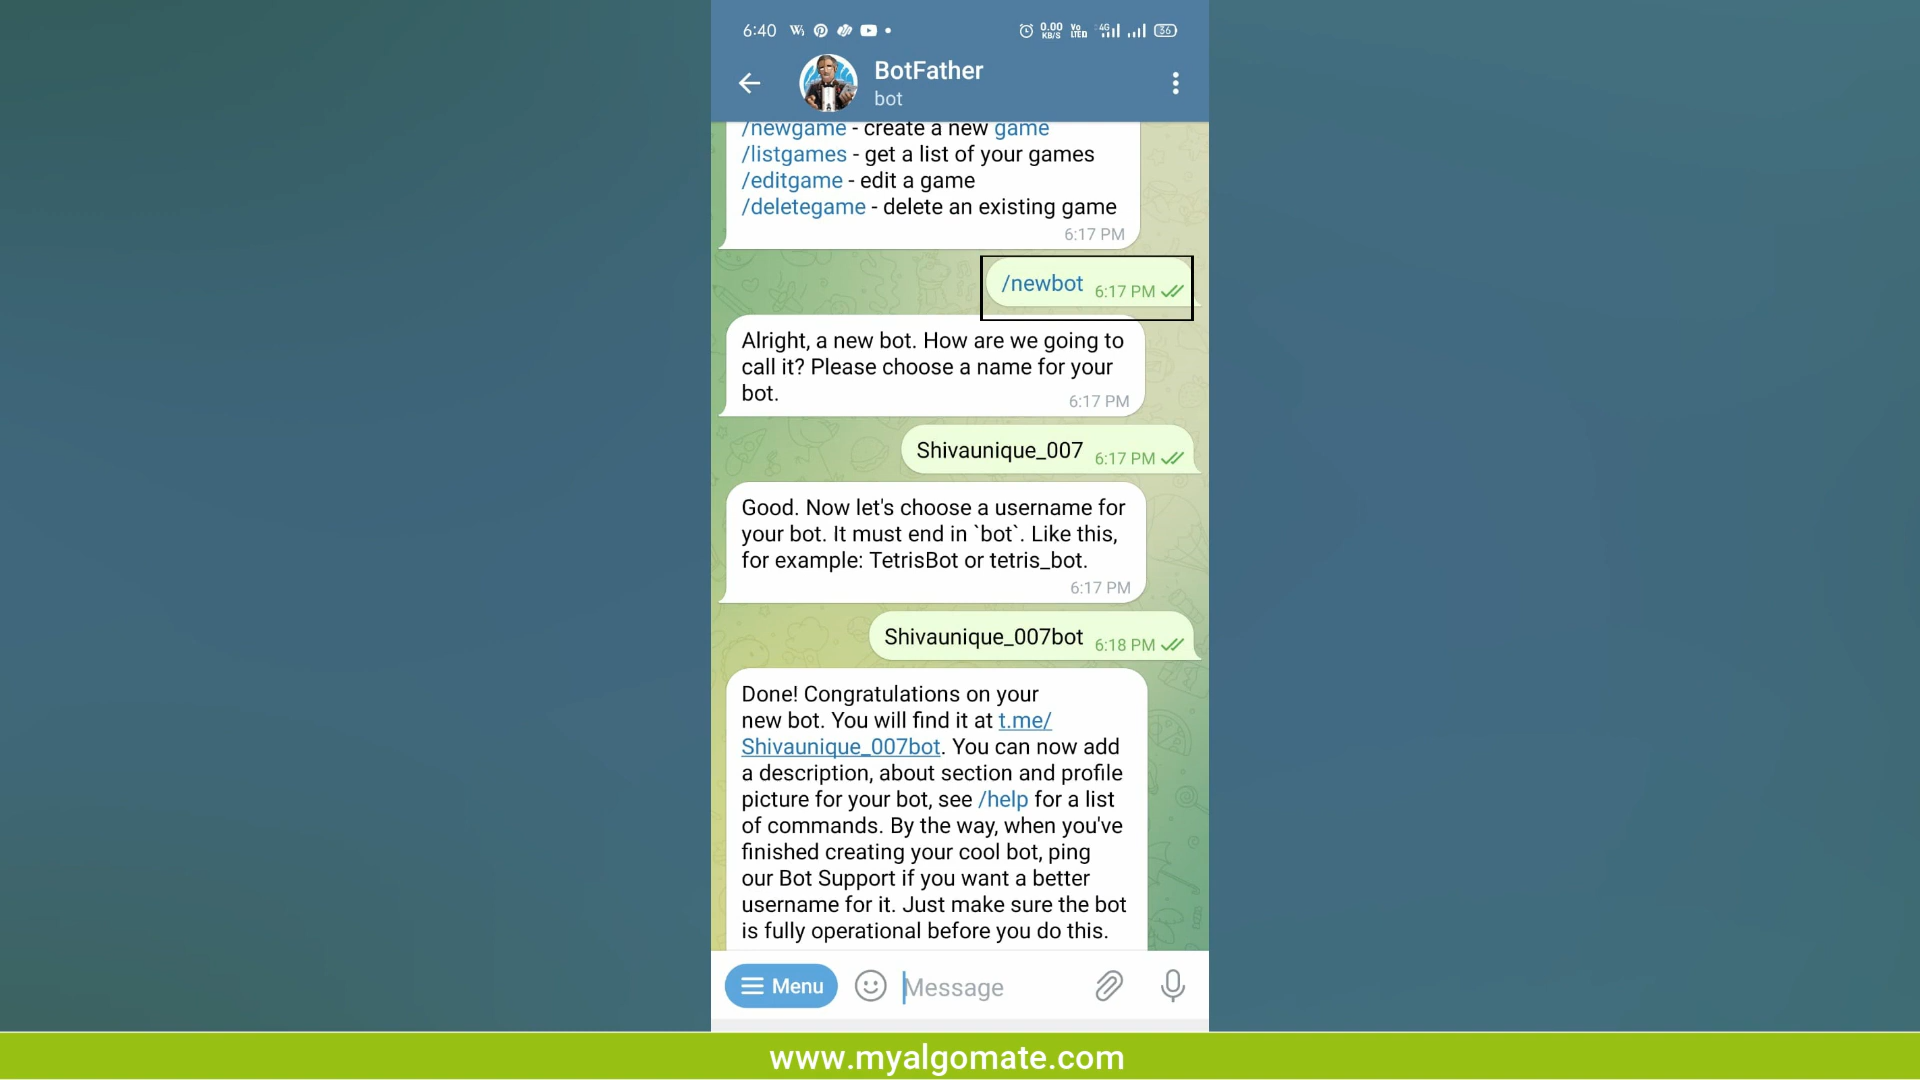 6:40
0.00
KB/S
Vo
LTED
4G
36
BotFather
bot
/newgame - create a new game
/listgames - get a list of your games
/editgame - edit a game
/deletegame - delete an existing game
6:17 PM
/newbot 6:17 PM
Alright, a new bot. How are we going to
call it? Please choose a name for your
bot.
6:17 PM
Shivaunique_007 6:17 PM
Good. Now let's choose a username for
your bot. It must end in `bot`. Like this,
for example: TetrisBot or tetris_bot.
6:17 PM
Shivaunique_007bot 6:18 PM
Done! Congratulations on your
new bot. You will find it at t.me/
Shivaunique_007bot. You can now add
a description, about section and profile
picture for your bot, see /help for a list
of commands. By the way, when you've
finished creating your cool bot, ping
our Bot Support if you want a better
username for it. Just make sure the bot
is fully operational before you do this.
Menu
Message
www.myalgomate.com